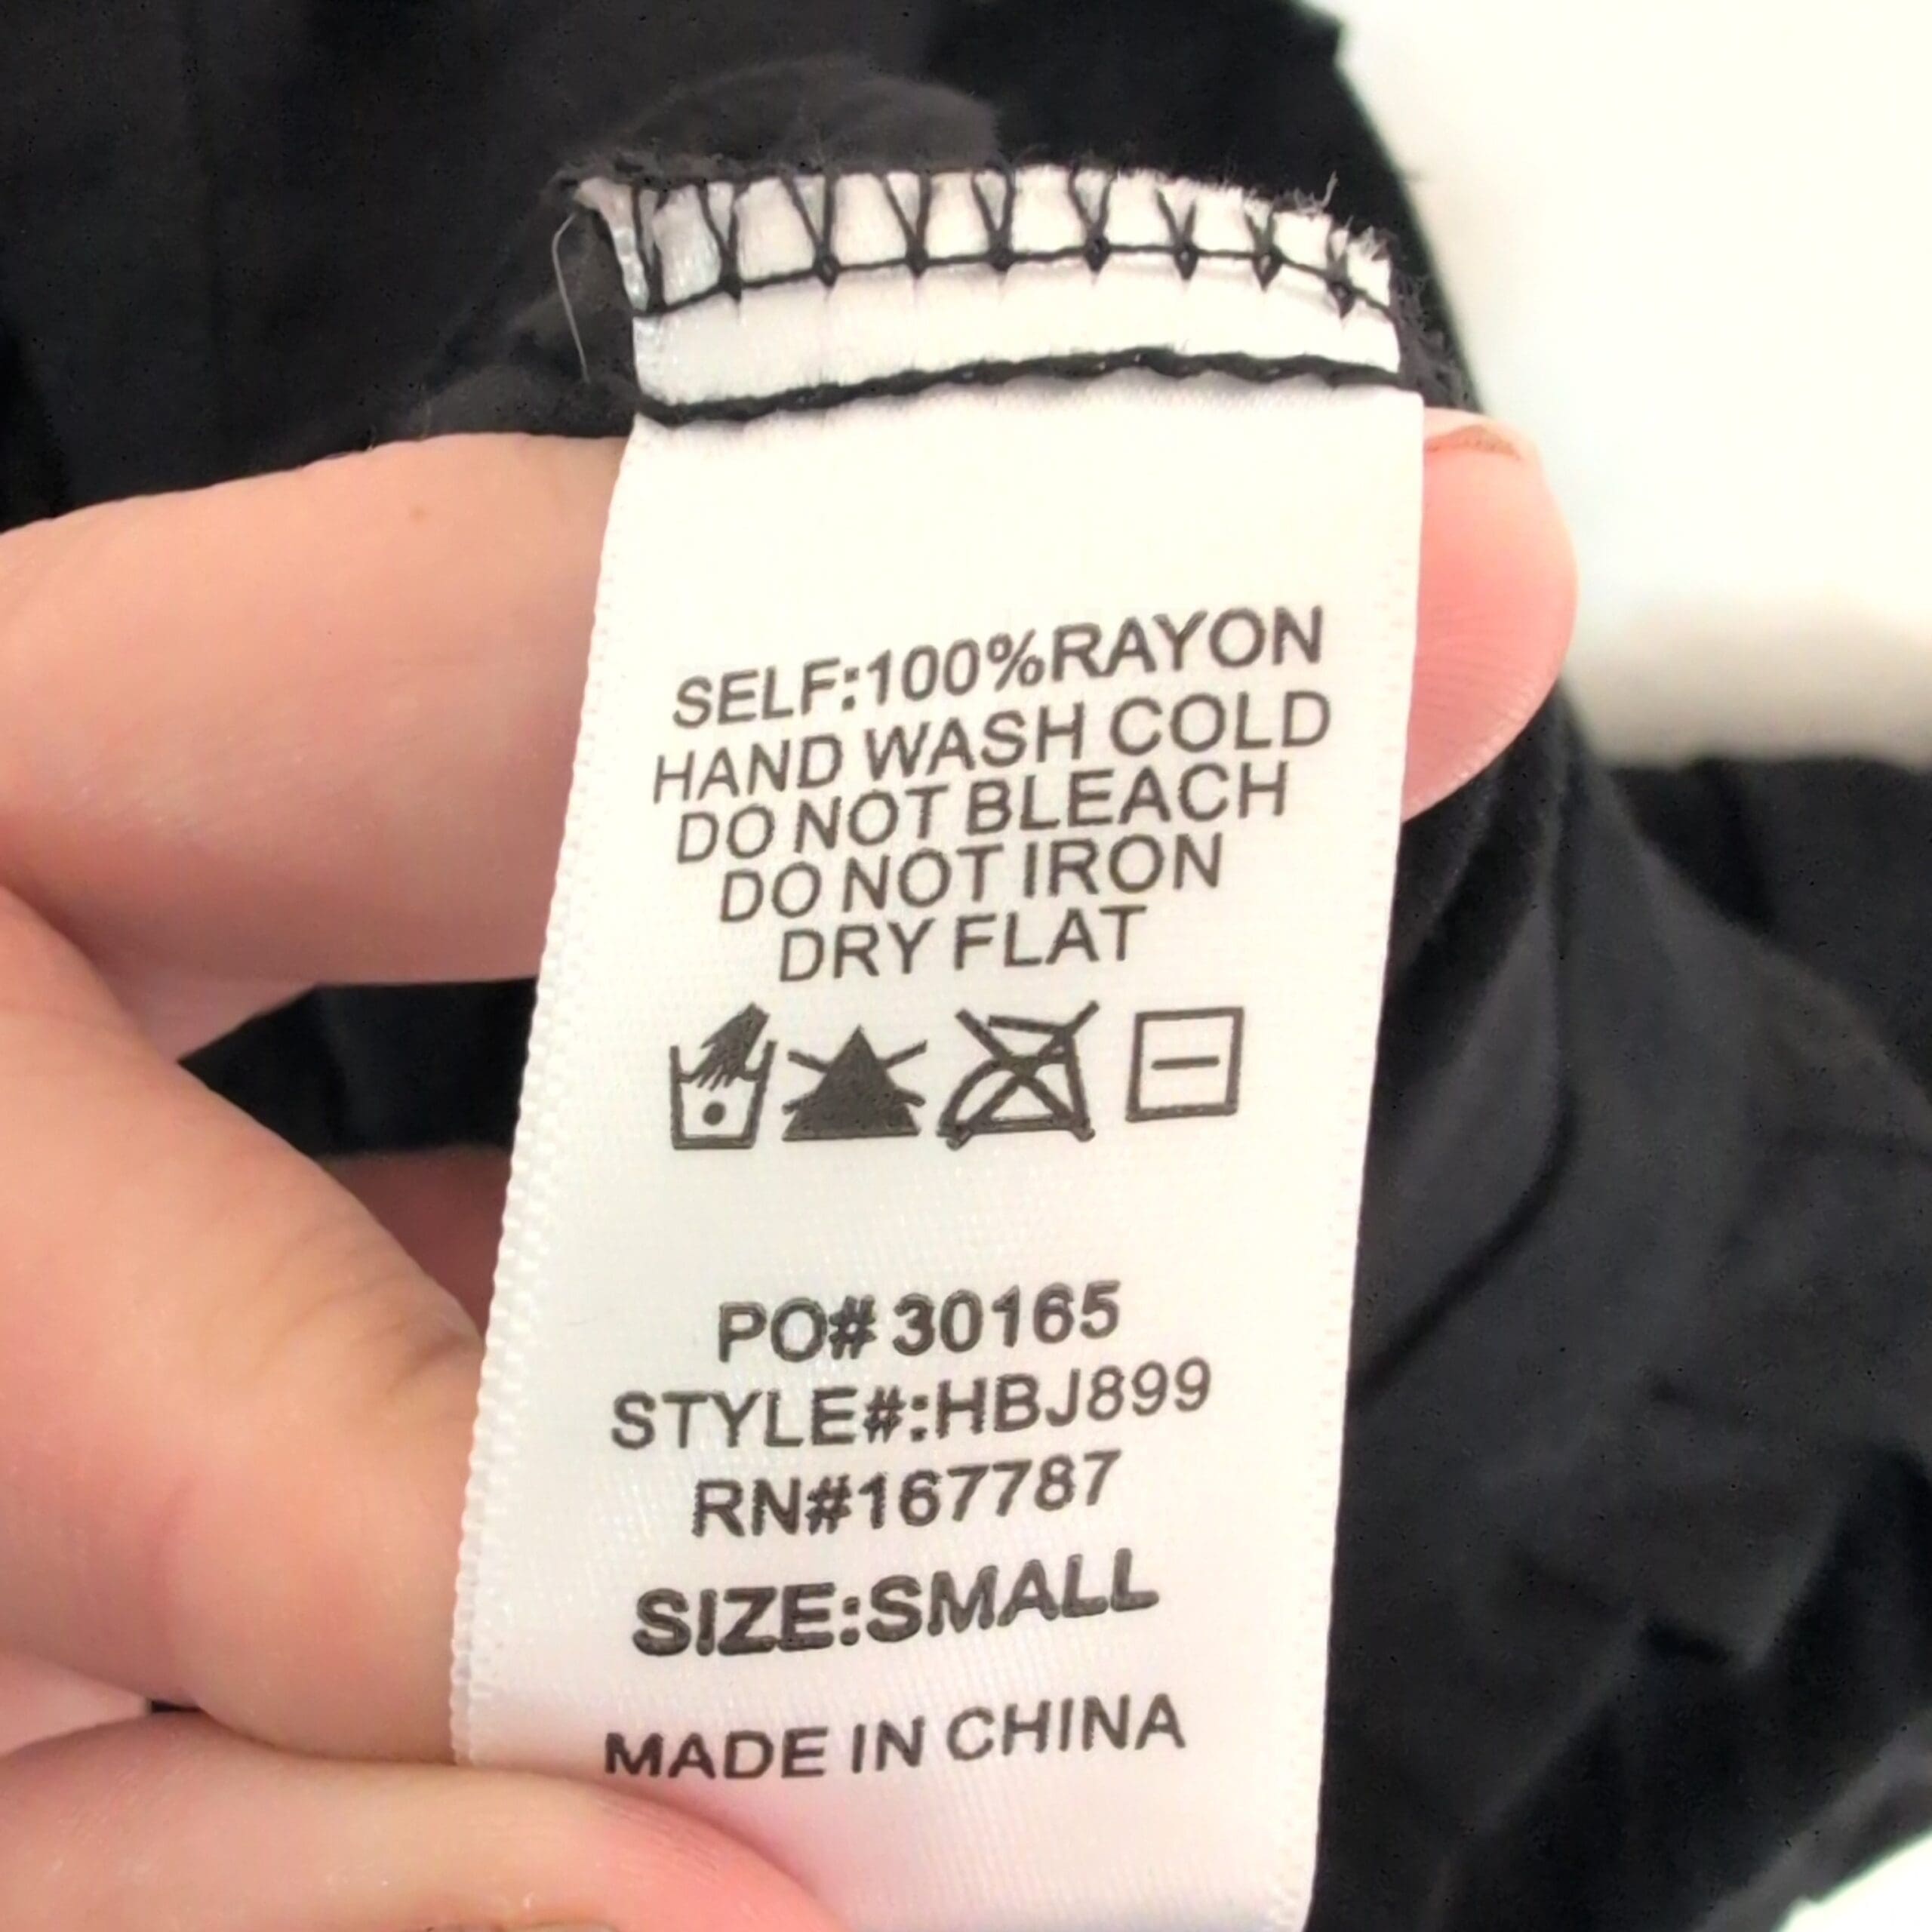 SELF:100%RAYON
HAND WASH COLD
DO NOT BLEACH
DO NOT IRON
DRY FLAT
PO# 30165
STYLE#:HBJ899
RN#167787
SIZE:SMALL
MADE IN CHINA